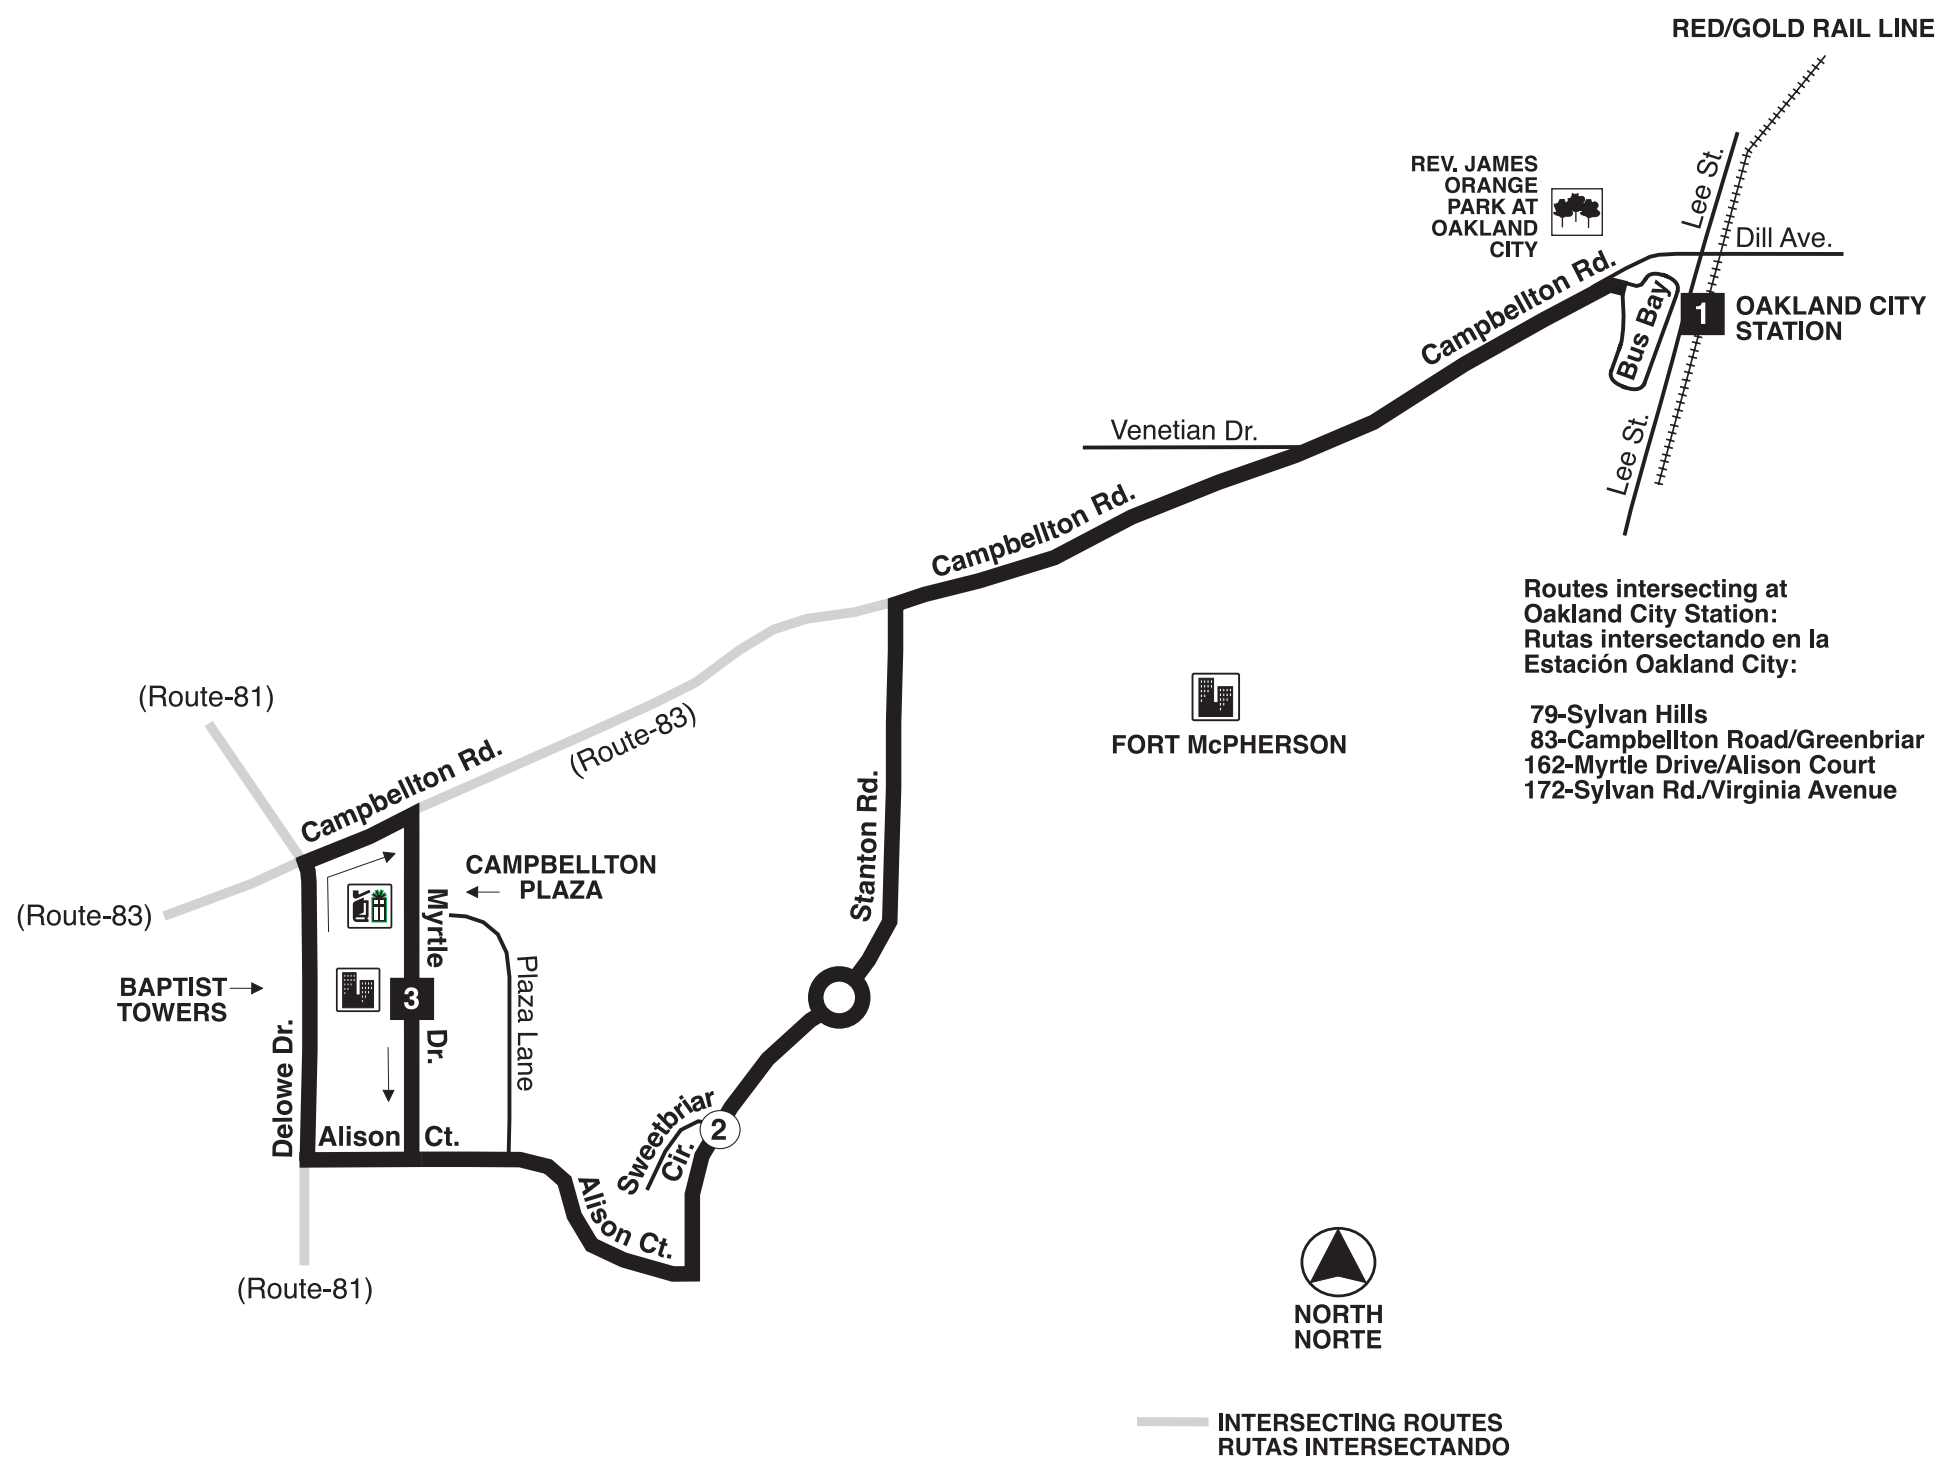 RED/GOLD RAIL LINE
REV. JAMES
ORANGE
PARK AT
OAKLAND
CITY
Lee St.
Dill Ave.
Campbellton Rd.
Bus Bay
1
OAKLAND CITY
STATION
Lee St.
Venetian Dr.
Campbellton Rd.
Routes intersecting at
Oakland City Station:
Rutas intersectando en la
Estación Oakland City:
79-Sylvan Hills
83-Campbellton Road/Greenbriar
162-Myrtle Drive/Alison Court
172-Sylvan Rd./Virginia Avenue
FORT McPHERSON
(Route-81)
(Route-83)
Campbellton Rd.
Stanton Rd.
CAMPBELLTON
PLAZA
(Route-83)
Myrtle
Dr.
Plaza Lane
BAPTIST
TOWERS
3
Delowe Dr.
Alison Ct.
Sweetbriar
Cir.
2
Alison Ct.
(Route-81)
NORTH
NORTE
INTERSECTING ROUTES
RUTAS INTERSECTANDO